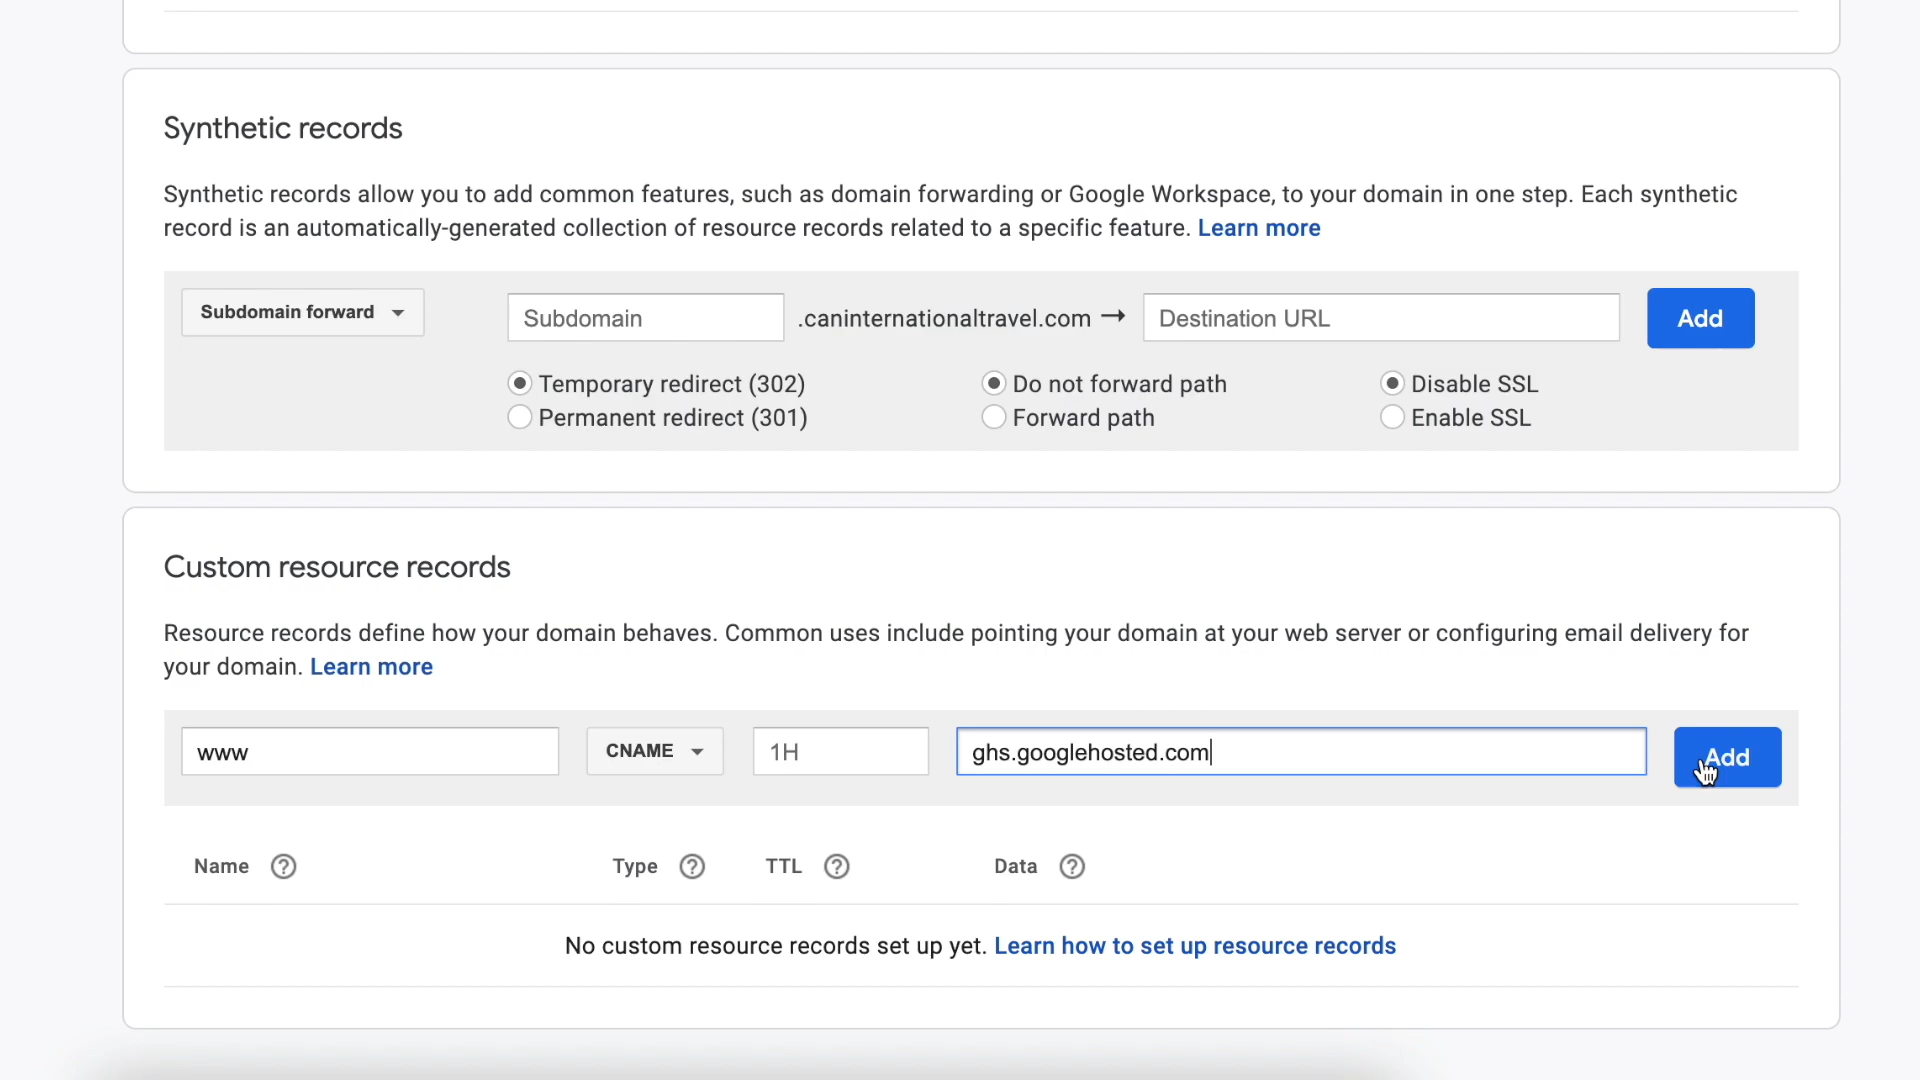 Synthetic records
Synthetic records allow you to add common features, such as domain forwarding or Google Workspace, to your domain in one step. Each synthetic
record is an automatically-generated collection of resource records related to a specific feature. Learn more
Subdomain forward
Subdomain
.caninternationaltravel.com →
Destination URL
Add
Temporary redirect (302)
Do not forward path
Disable SSL
Permanent redirect (301)
Forward path
Enable SSL
Custom resource records
Resource records define how your domain behaves. Common uses include pointing your domain at your web server or configuring email delivery for
your domain. Learn more
www
CNAME
1H
ghs.googlehosted.com
Add
Name ?
Type ?
TTL ?
Data ?
No custom resource records set up yet. Learn how to set up resource records